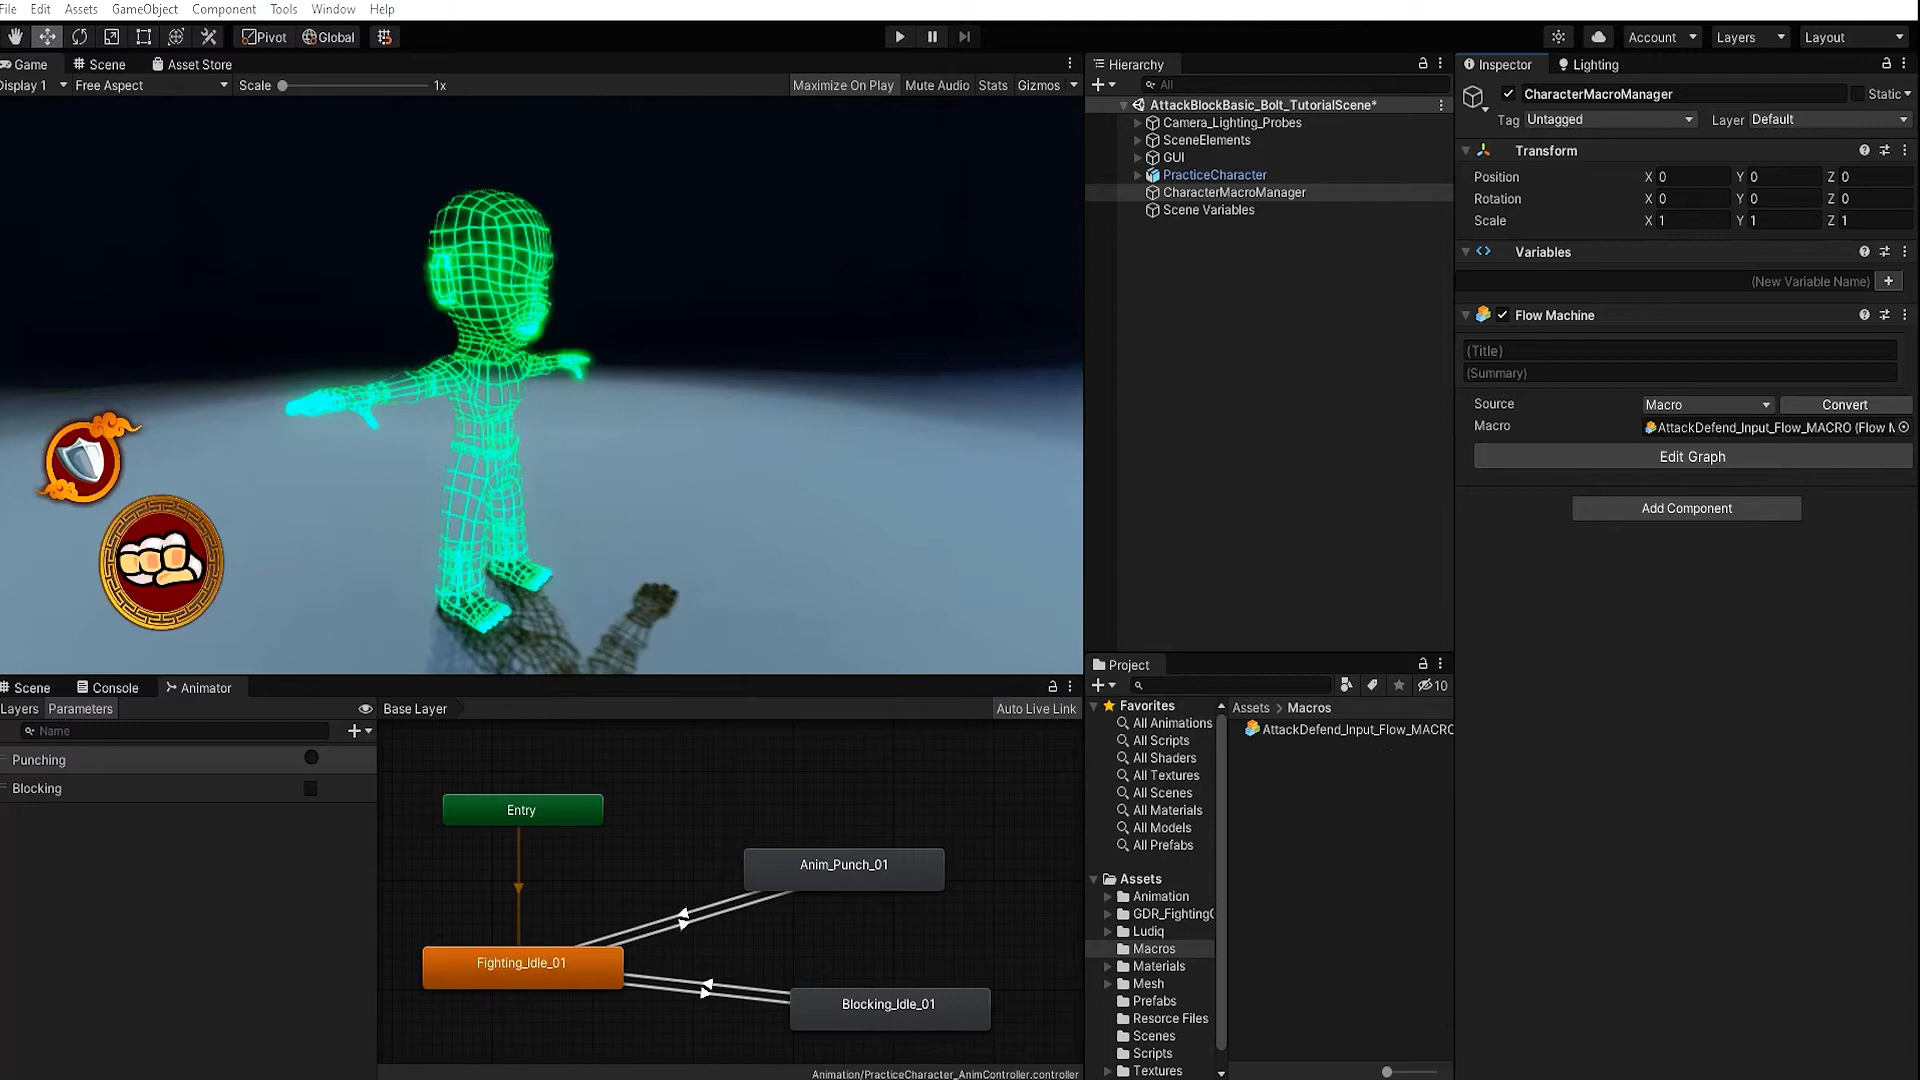 File Edit Assets GameObject Component Tools Window Help
Pivot Global
Account Layers Layout
Game Scene Asset Store
Display 1 Free Aspect Scale 1x Maximize On Play Mute Audio Stats Gizmos
Hierarchy
All
AttackBlockBasic_Bolt_TutorialScene*
Camera_Lighting_Probes
SceneElements
GUI
PracticeCharacter
CharacterMacroManager
Scene Variables
Inspector Lighting
CharacterMacroManager Static
Tag Untagged Layer Default
Transform
Position X 0 Y 0 Z 0
Rotation X 0 Y 0 Z 0
Scale X 1 Y 1 Z 1
Variables
(New Variable Name)
Flow Machine
(Title)
(Summary)
Source Macro Convert
Macro AttackDefend_Input_Flow_MACRO (Flow M
Edit Graph
Add Component
Scene Console Animator
Layers Parameters Base Layer Auto Live Link
Name
Punching
Blocking
Entry
Anim_Punch_01
Fighting_Idle_01
Blocking_Idle_01
Animation/PracticeCharacter_AnimController.controller
Project
10
Favorites
All Animations
All Scripts
All Shaders
All Textures
All Scenes
All Materials
All Models
All Prefabs
Assets
Animation
GDR_FightingG
Ludiq
Macros
Materials
Mesh
Prefabs
Resorce Files
Scenes
Scripts
Textures
Assets > Macros
AttackDefend_Input_Flow_MACRO